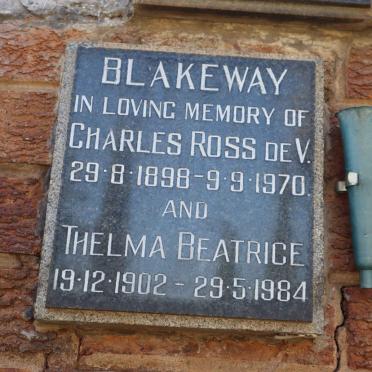 BLAKEWAY
IN LOVING MEMORY OF
CHARLES ROSS DE V.
29·8·1898-9·9·1970.
AND
THELMA BEATRICE
19·12·1902 - 29·5·1984